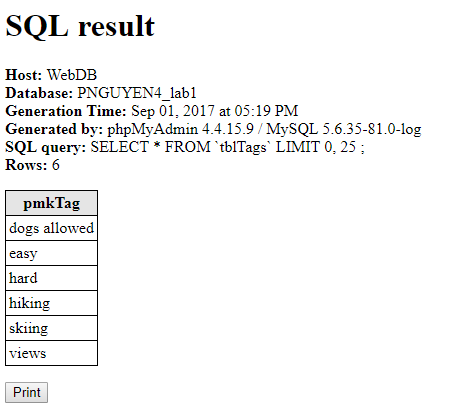 SQL result
Host: WebDB
Database: PNGUYEN4_lab1
Generation Time: Sep 01, 2017 at 05:19 PM
Generated by: phpMyAdmin 4.4.15.9 / MySQL 5.6.35-81.0-log
SQL query: SELECT * FROM `tblTags` LIMIT 0, 25 ;
Rows: 6
pmkTag
dogs allowed
easy
hard
hiking
skiing
views
Print